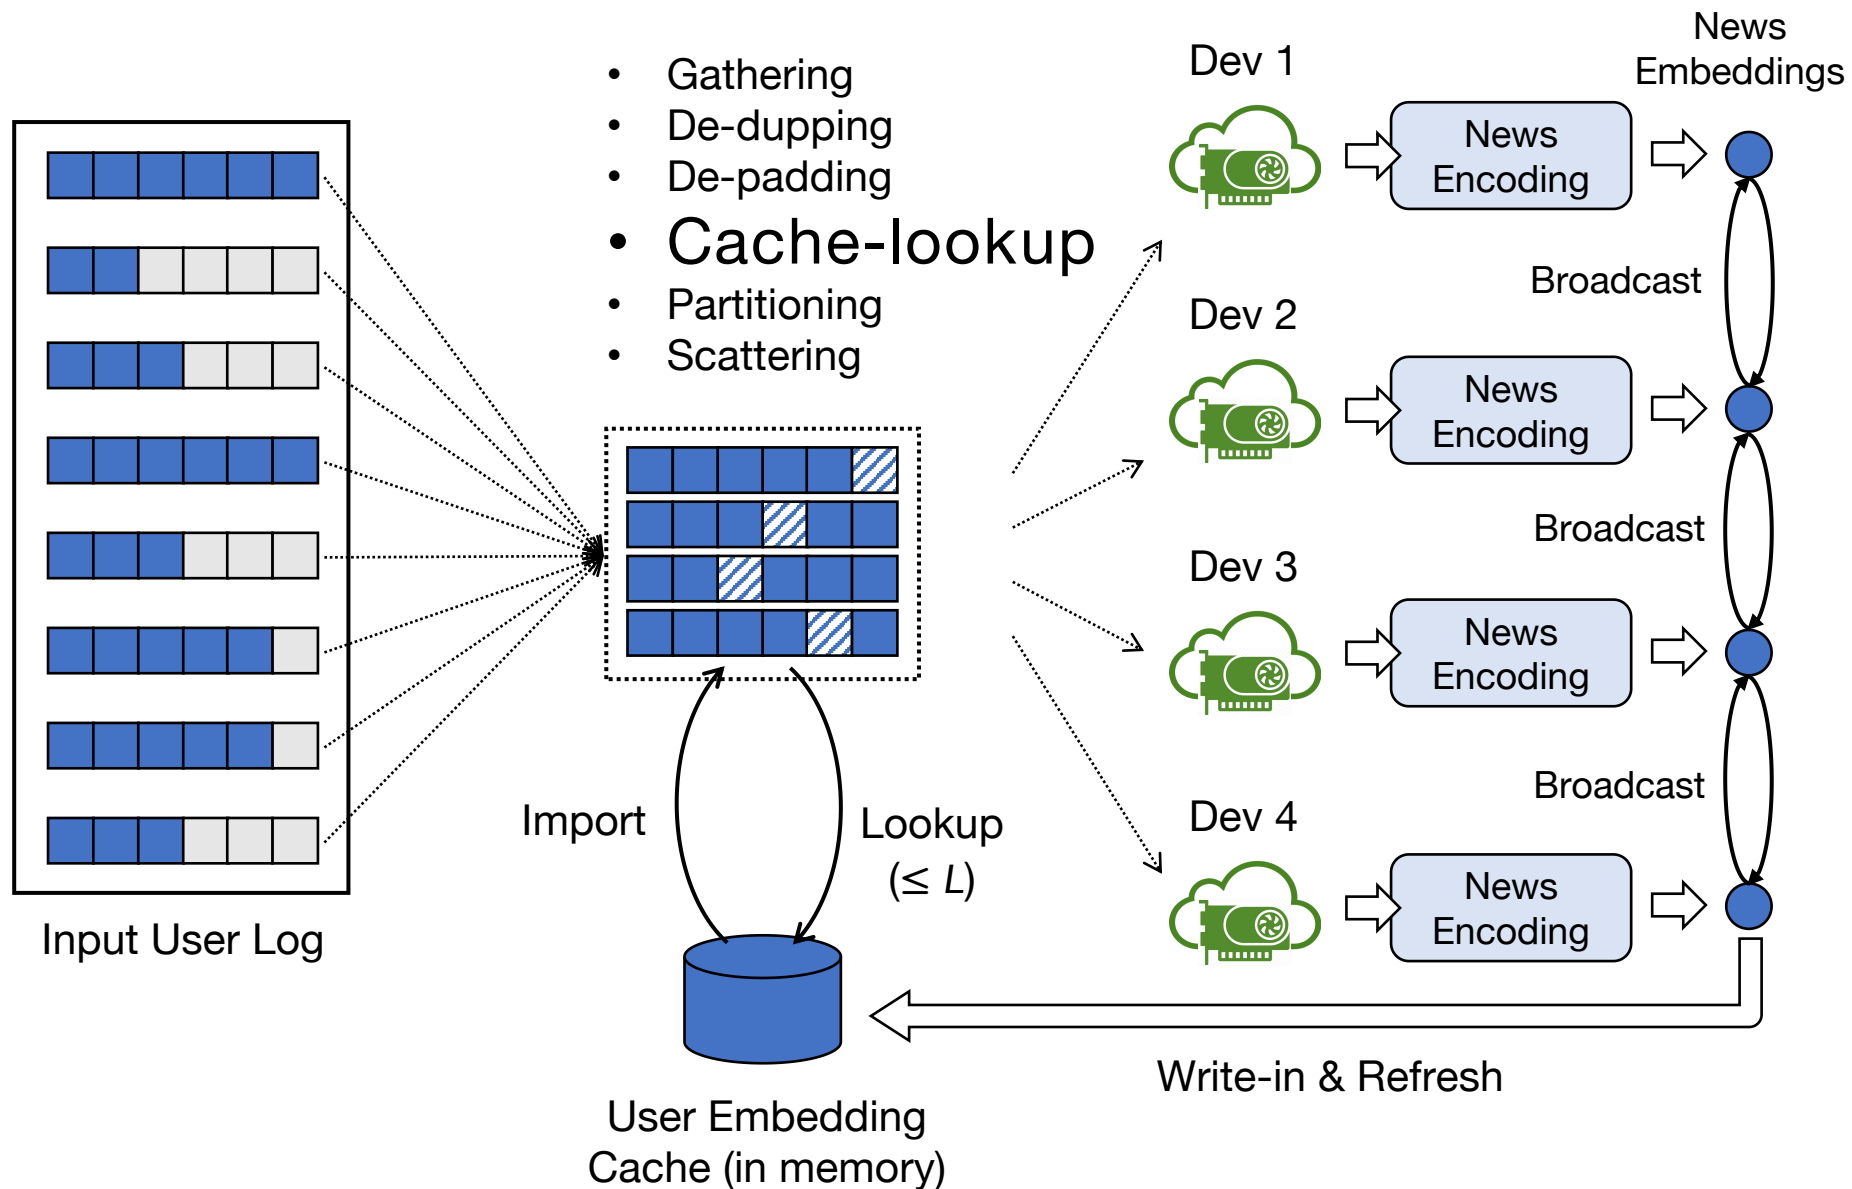 • Gathering
• De-dupping
• De-padding
• Cache-lookup
• Partitioning
• Scattering
Input User Log
Import
Lookup
(≤ L)
User Embedding
Cache (in memory)
Dev 1
News
Encoding
Dev 2
News
Encoding
Dev 3
News
Encoding
Dev 4
News
Encoding
News
Embeddings
Broadcast
Broadcast
Broadcast
Write-in & Refresh